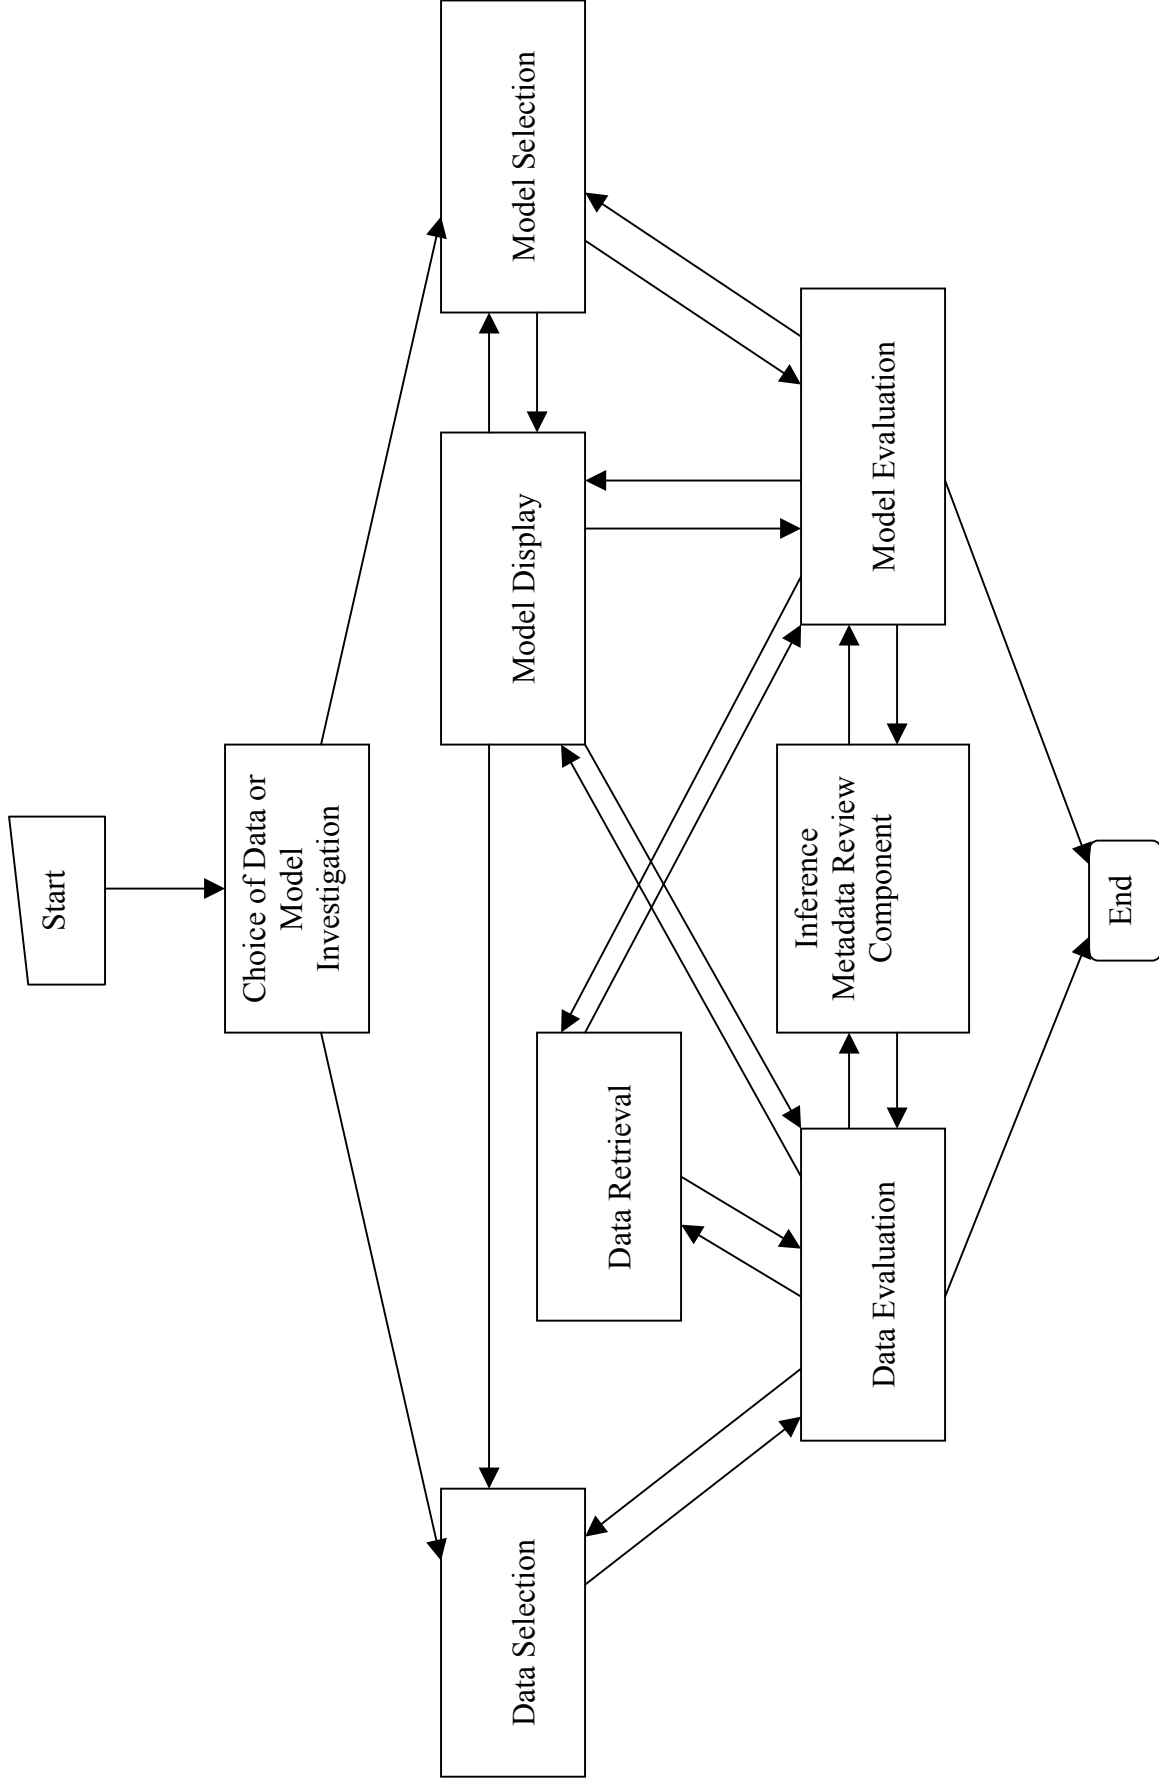 Start
Choice of Data or
Model
Investigation
Data Selection
Model Display
Model Selection
Data Retrieval
Data Evaluation
Inference
Metadata Review
Component
Model Evaluation
End